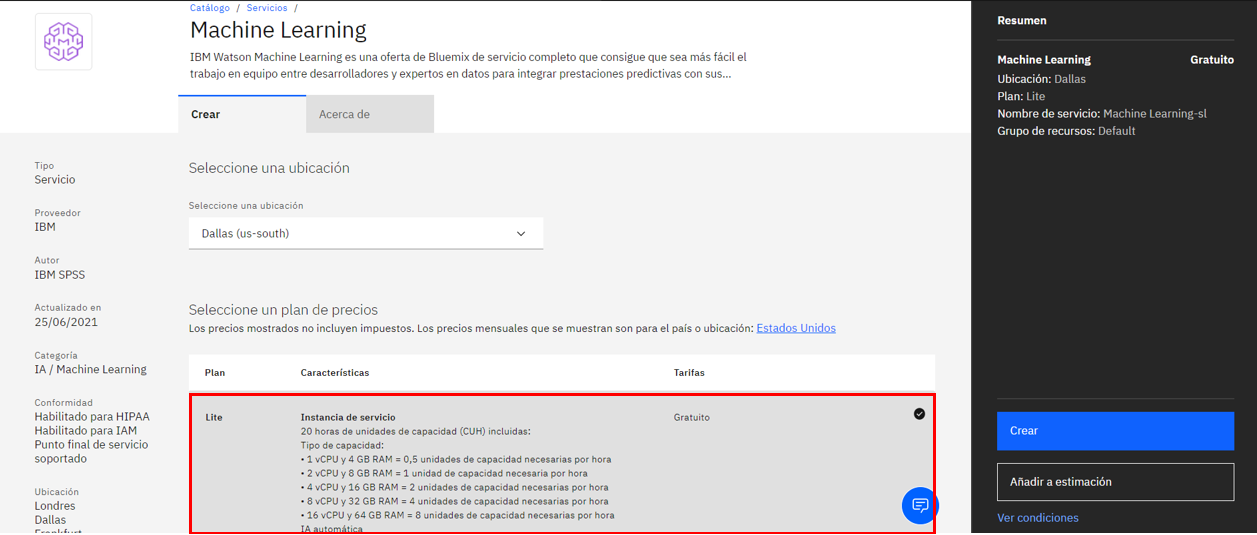 Catálogo / Servicios /
Machine Learning
IBM Watson Machine Learning es una oferta de Bluemix de servicio completo que consigue que sea más fácil el
trabajo en equipo entre desarrolladores y expertos en datos para integrar prestaciones predictivas con sus...
Crear
Acerca de
Tipo
Servicio
Proveedor
IBM
Autor
IBM SPSS
Actualizado en
25/06/2021
Categoría
IA / Machine Learning
Conformidad
Habilitado para HIPAA
Habilitado para IAM
Punto final de servicio
soportado
Ubicación
Londres
Dallas
Frankfurt
Seleccione una ubicación
Seleccione una ubicación
Dallas (us-south)
Seleccione un plan de precios
Los precios mostrados no incluyen impuestos. Los precios mensuales que se muestran son para el país o ubicación: Estados Unidos
Plan Características Tarifas
Lite Instancia de servicio Gratuito
20 horas de unidades de capacidad (CUH) incluidas:
Tipo de capacidad:
• 1 vCPU y 4 GB RAM = 0,5 unidades de capacidad necesarias por hora
• 2 vCPU y 8 GB RAM = 1 unidad de capacidad necesaria por hora
• 4 vCPU y 16 GB RAM = 2 unidades de capacidad necesarias por hora
• 8 vCPU y 32 GB RAM = 4 unidades de capacidad necesarias por hora
• 16 vCPU y 64 GB RAM = 8 unidades de capacidad necesarias por hora
IA automática
Resumen
Machine Learning Gratuito
Ubicación: Dallas
Plan: Lite
Nombre de servicio: Machine Learning-sl
Grupo de recursos: Default
Crear
Añadir a estimación
Ver condiciones